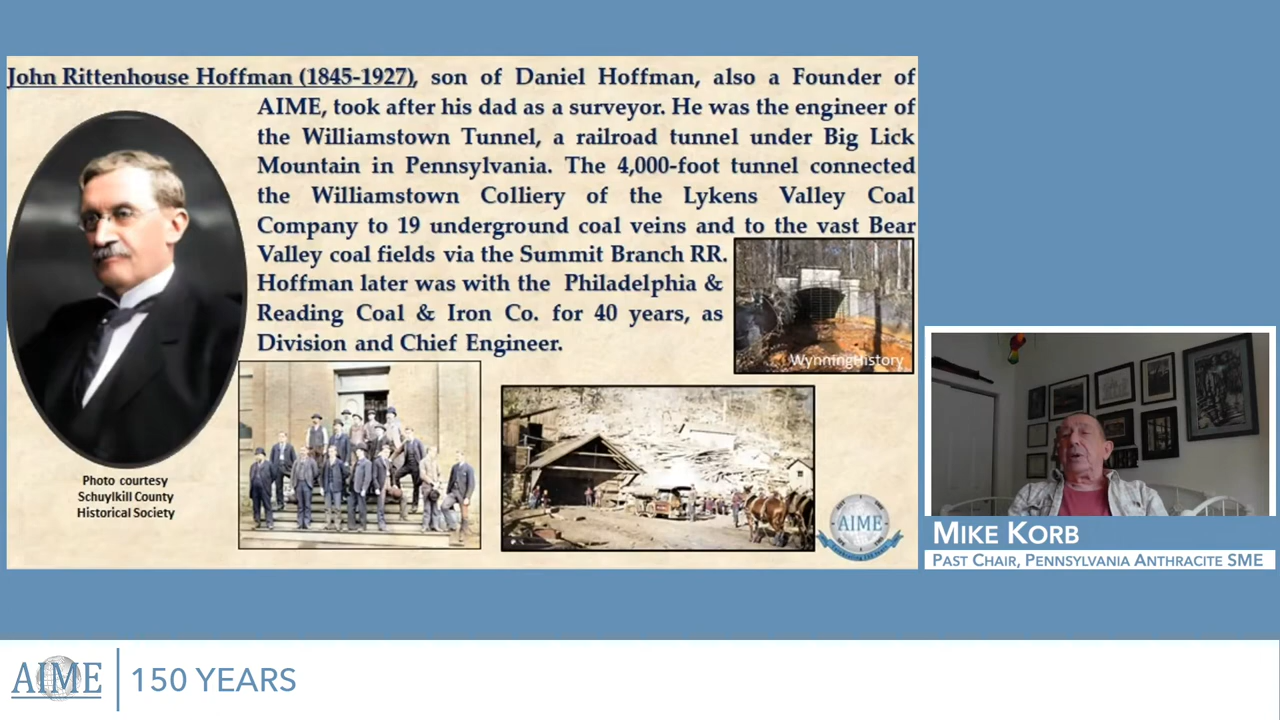 John Rittenhouse Hoffman (1845-1927), son of Daniel Hoffman, also a Founder of
AIME, took after his dad as a surveyor. He was the engineer of
the Williamstown Tunnel, a railroad tunnel under Big Lick
Mountain in Pennsylvania. The 4,000-foot tunnel connected
the Williamstown Colliery of the Lykens Valley Coal
Company to 19 underground coal veins and to the vast Bear
Valley coal fields via the Summit Branch RR.
Hoffman later was with the Philadelphia &
Reading Coal & Iron Co. for 40 years, as
Division and Chief Engineer.
WynningHistory
Photo courtesy
Schuylkill County
Historical Society
AIME
MIKE KORB
PAST CHAIR, PENNSYLVANIA ANTHRACITE SME
AIME
150 YEARS